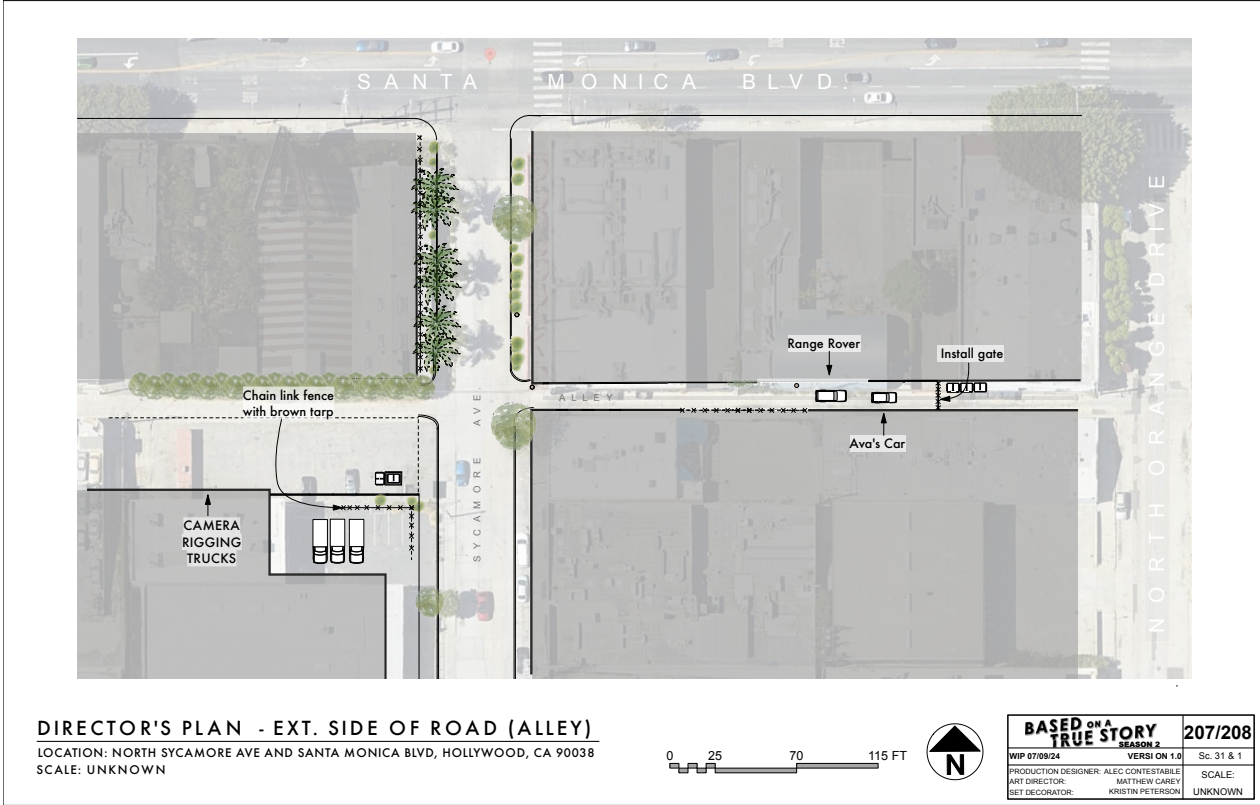 SANTA MONICA BLVD.
NORTH ORANGE DRIVE
Range Rover
Install gate
Chain link fence
with brown tarp
ALLEY
SYCAMORE AVE.
Ava's Car
CAMERA
RIGGING
TRUCKS
DIRECTOR'S PLAN - EXT. SIDE OF ROAD (ALLEY)
LOCATION: NORTH SYCAMORE AVE AND SANTA MONICA BLVD, HOLLYWOOD, CA 90038
SCALE: UNKNOWN
0 25 70 115 FT
N
BASED ON A
TRUE STORY
SEASON 2
207/208
WIP 07/09/24 VERSI ON 1.0
Sc. 31 & 1
PRODUCTION DESIGNER: ALEC CONTESTABILE
ART DIRECTOR: MATTHEW CAREY
SET DECORATOR: KRISTIN PETERSON
SCALE:
UNKNOWN